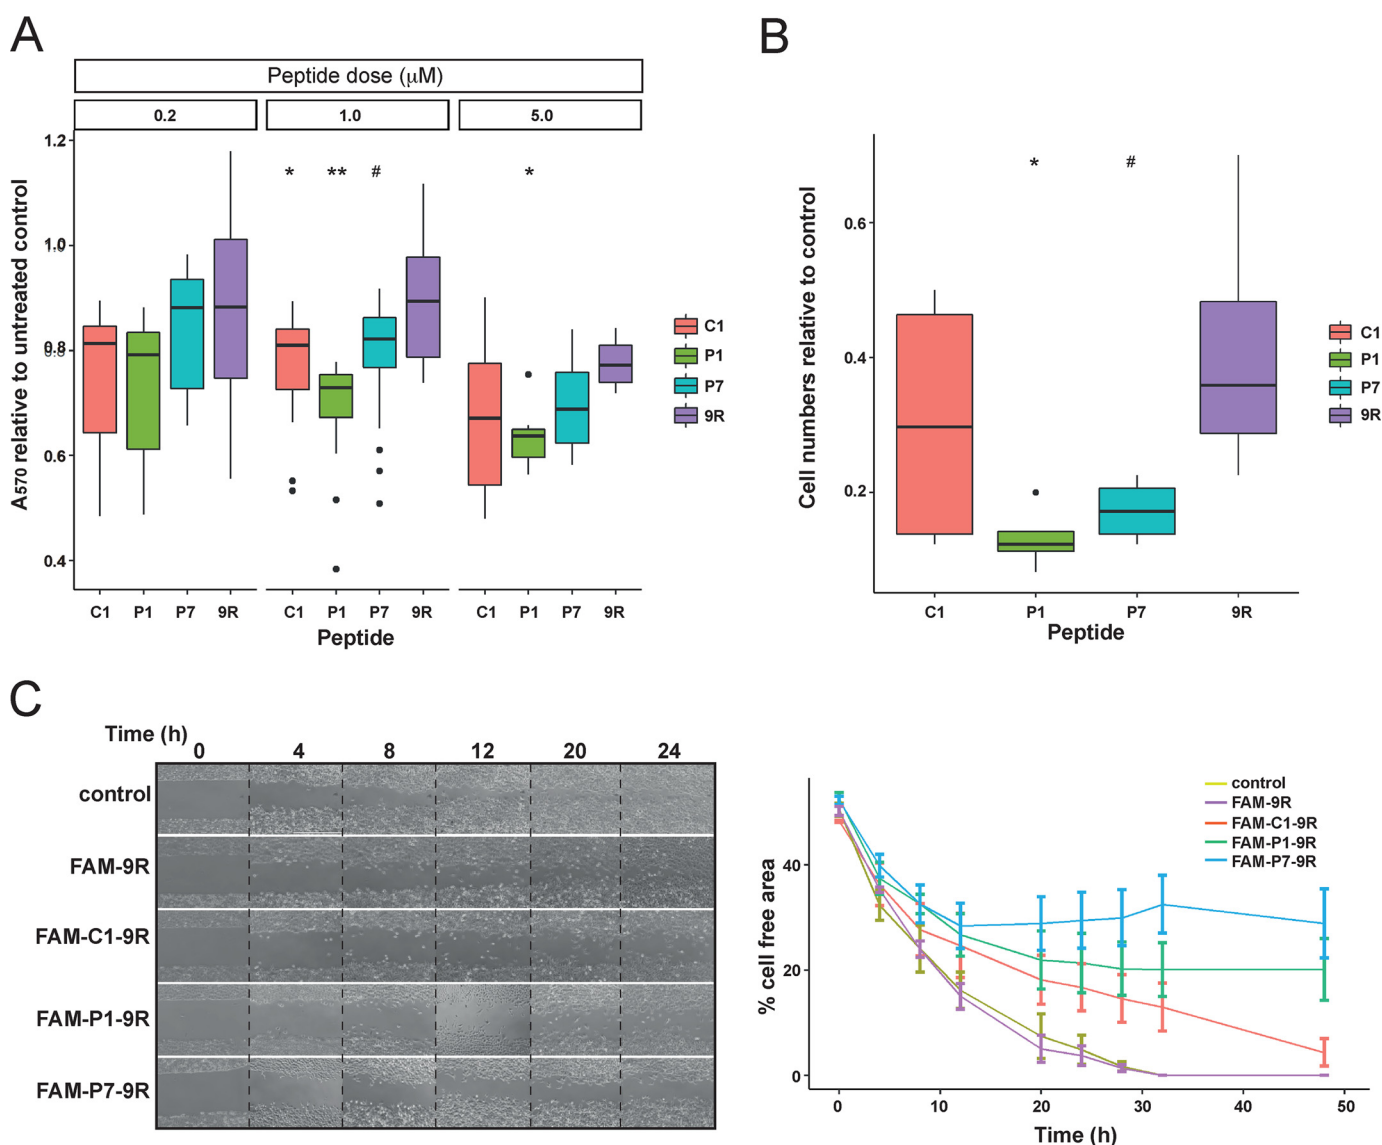 A
Peptide dose (µM)
0.2 1.0 5.0
A570 relative to untreated control
1.2
1.0
0.8
0.6
0.4
* ** # *
C1
P1
P7
9R
C1 P1 P7 9R C1 P1 P7 9R C1 P1 P7 9R
Peptide
B
Cell numbers relative to control
0.6
0.4
0.2
* #
C1
P1
P7
9R
C1 P1 P7 9R
Peptide
C
Time (h)
0 4 8 12 20 24
control
FAM-9R
FAM-C1-9R
FAM-P1-9R
FAM-P7-9R
% cell free area
40
20
0
control
FAM-9R
FAM-C1-9R
FAM-P1-9R
FAM-P7-9R
0 10 20 30 40 50
Time (h)